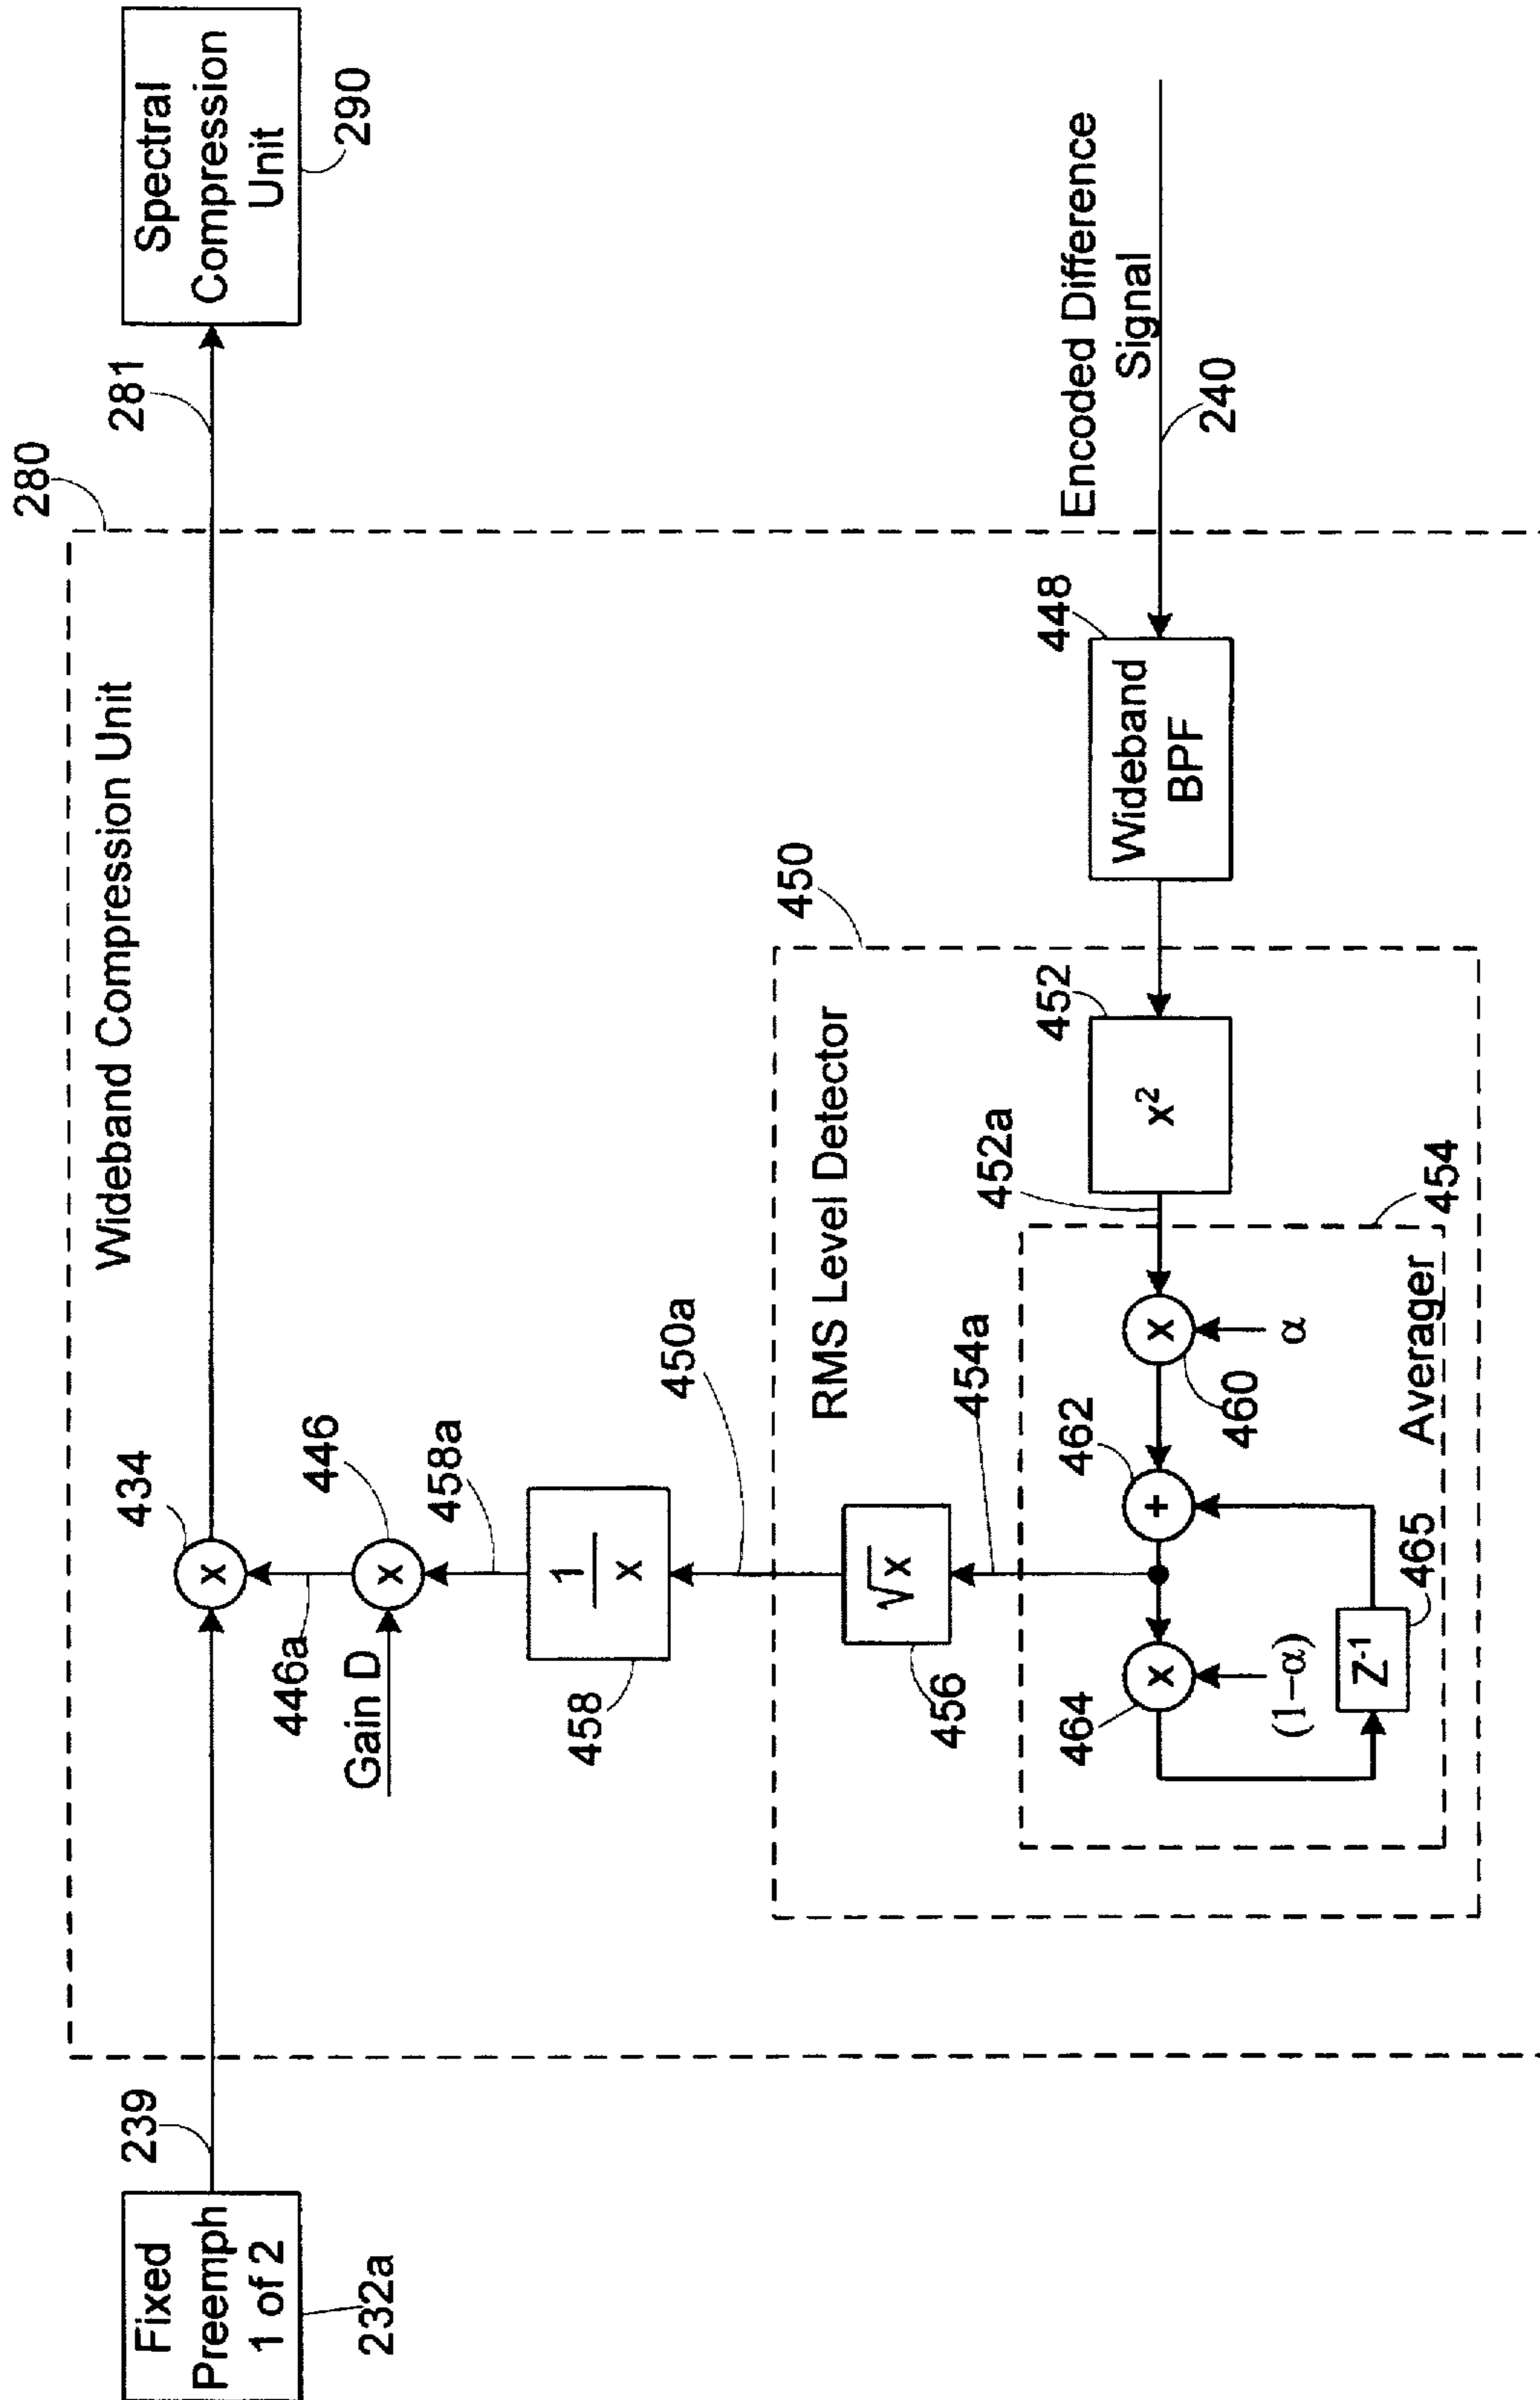 280
Wideband Compression Unit
Fixed
Preemph
1 of 2
232a
239
434
281
Spectral
Compression
Unit
290
446a
446
Gain D
458a
1
x
458
450a
450
RMS Level Detector
√x
456
454a
452a
452
x²
Wideband
BPF
448
Encoded Difference
Signal
240
454
Averager
x
464
(1-α)
Z⁻¹
465
+
462
x
460
α
x
x